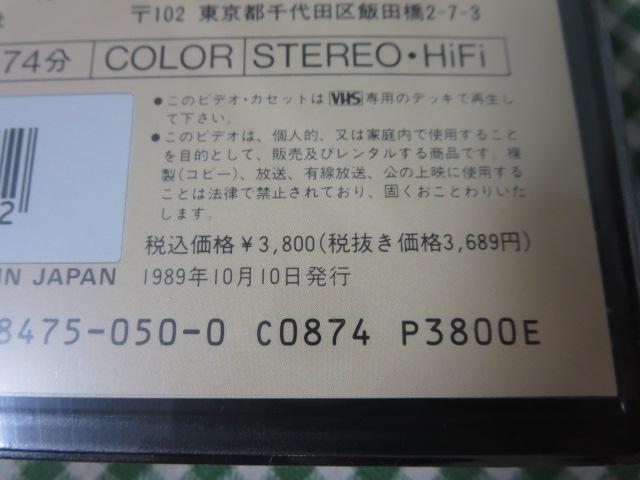 〒102 東京都千代田区飯田橋2-7-3
74分 COLOR STEREO・HiFi
●このビデオ・カセットは VHS 専用のデッキで再生し
て下さい。
●このビデオは、個人的、又は家庭内で使用すること
を目的として、販売及びレンタルする商品です。複
製(コピー)、放送、有線放送、公の上映に使用する
ことは法律で禁止されており、固くおことわりいた
します。
2
税込価格¥3,800(税抜き価格3,689円)
IN JAPAN 1989年10月10日発行
8475-050-0 C0874 P3800E